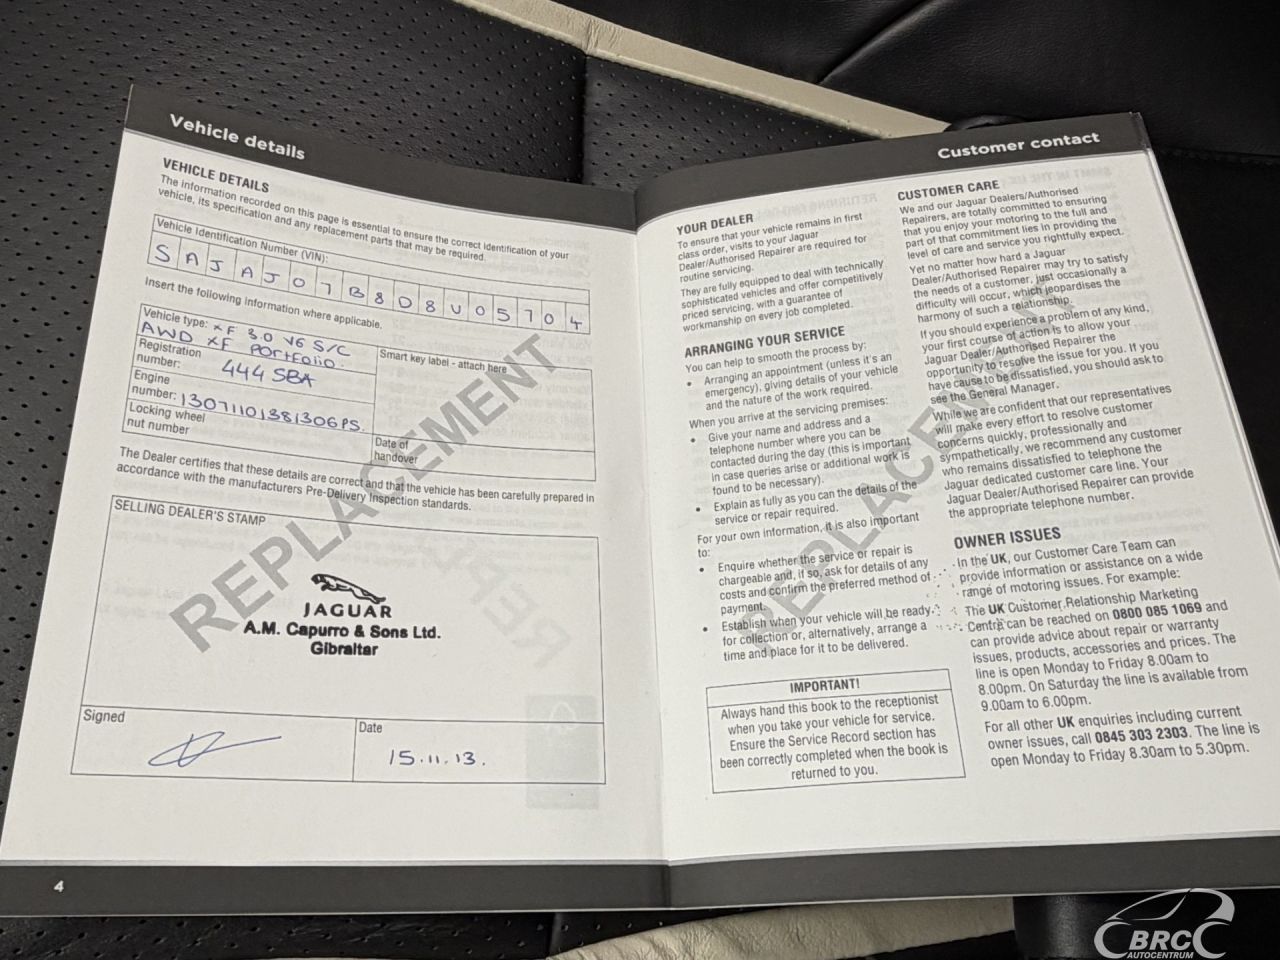 Vehicle details
VEHICLE DETAILS
The information recorded on this page is essential to ensure the correct identification of your
vehicle, its specification and any replacement parts that may be required.
Vehicle Identification Number (VIN):
S A J A J 0 7 B 8 D 8 U 0 5 7 0 4
Insert the following information where applicable.
Vehicle type: XF 3.0 V6 S/C
AWD XF PORTFOLIO.
Registration
number: 444 SBA
Engine
number: 13071101381306PS.
Locking wheel
nut number
Smart key label - attach here
Date of
handover
The Dealer certifies that these details are correct and that the vehicle has been carefully prepared in
accordance with the manufacturers Pre-Delivery Inspection standards.
SELLING DEALER'S STAMP
JAGUAR
A.M. Capurro & Sons Ltd.
Gibraltar
Signed
Date
15.11.13.
REPLACEMENT
4
Customer contact
YOUR DEALER
To ensure that your vehicle remains in first
class order, visits to your Jaguar
Dealer/Authorised Repairer are required for
routine servicing.
They are fully equipped to deal with technically
sophisticated vehicles and offer competitively
priced servicing, with a guarantee of
workmanship on every job completed.
ARRANGING YOUR SERVICE
You can help to smooth the process by:
• Arranging an appointment (unless it's an
emergency), giving details of your vehicle
and the nature of the work required.
When you arrive at the servicing premises:
• Give your name and address and a
telephone number where you can be
contacted during the day (this is important
in case queries arise or additional work is
found to be necessary).
• Explain as fully as you can the details of the
service or repair required.
For your own information, it is also important
to:
• Enquire whether the service or repair is
chargeable and, if so, ask for details of any
costs and confirm the preferred method of
payment.
• Establish when your vehicle will be ready
for collection or, alternatively, arrange a
time and place for it to be delivered.
IMPORTANT!
Always hand this book to the receptionist
when you take your vehicle for service.
Ensure the Service Record section has
been correctly completed when the book is
returned to you.
CUSTOMER CARE
We and our Jaguar Dealers/Authorised
Repairers, are totally committed to ensuring
that you enjoy your motoring to the full and
part of that commitment lies in providing the
level of care and service you rightfully expect.
Yet no matter how hard a Jaguar
Dealer/Authorised Repairer may try to satisfy
the needs of a customer, just occasionally a
difficulty will occur, which jeopardises the
harmony of such a relationship.
If you should experience a problem of any kind,
your first course of action is to allow your
Jaguar Dealer/Authorised Repairer the
opportunity to resolve the issue for you. If you
have cause to be dissatisfied, you should ask to
see the General Manager.
While we are confident that our representatives
will make every effort to resolve customer
concerns quickly, professionally and
sympathetically, we recommend any customer
who remains dissatisfied to telephone the
Jaguar dedicated customer care line. Your
Jaguar Dealer/Authorised Repairer can provide
the appropriate telephone number.
OWNER ISSUES
In the UK, our Customer Care Team can
provide information or assistance on a wide
range of motoring issues. For example:
The UK Customer Relationship Marketing
Centre can be reached on 0800 085 1069 and
can provide advice about repair or warranty
issues, products, accessories and prices. The
line is open Monday to Friday 8.00am to
8.00pm. On Saturday the line is available from
9.00am to 6.00pm.
For all other UK enquiries including current
owner issues, call 0845 303 2303. The line is
open Monday to Friday 8.30am to 5.30pm.
REPLACEMENT
BRC
AUTOCENTRUM